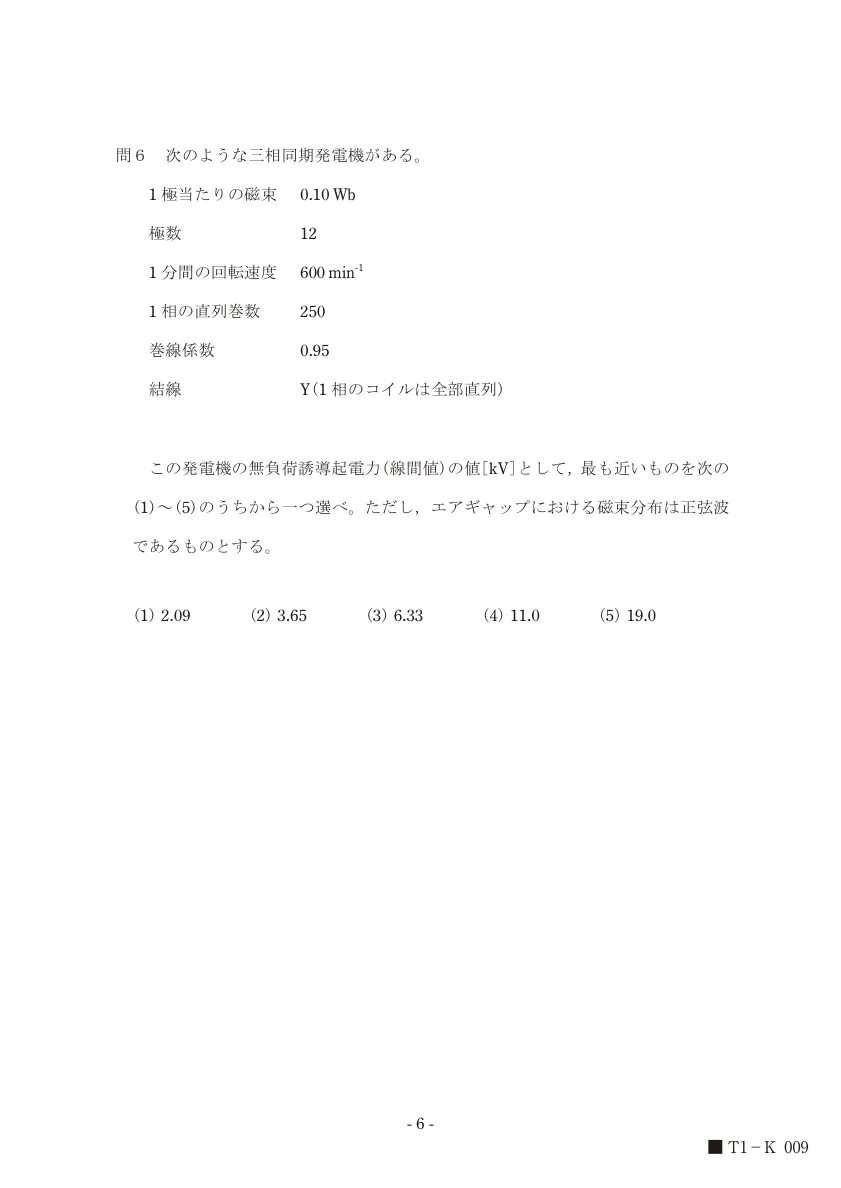 問６　次のような三相同期発電機がある。
1 極当たりの磁束　0.10 Wb
極数　12
1 分間の回転速度　600 min-1
1 相の直列巻数　250
巻線係数　0.95
結線　Y（1 相のコイルは全部直列）
この発電機の無負荷誘導起電力（線間値）の値［kV］として，最も近いものを次の
（1）～（5）のうちから一つ選べ。ただし，エアギャップにおける磁束分布は正弦波
であるものとする。
（1）2.09　（2）3.65　（3）6.33　（4）11.0　（5）19.0
- 6 -
■ T1－K 009